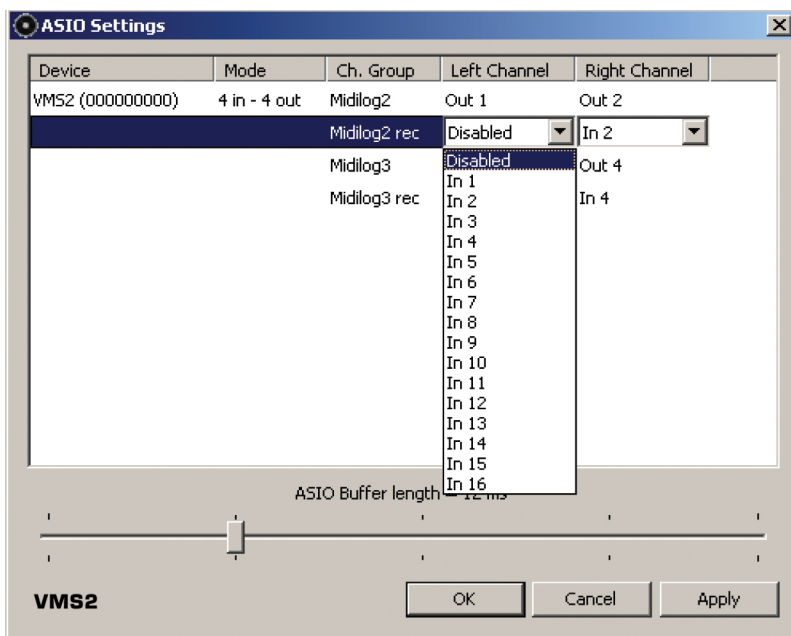 ASIO Settings
Device Mode Ch. Group Left Channel Right Channel
VMS2 (000000000) 4 in - 4 out Midilog2 Out 1 Out 2
Midilog2 rec Disabled In 2
Midilog3 Out 4
Midilog3 rec In 4
Disabled
In 1
In 2
In 3
In 4
In 5
In 6
In 7
In 8
In 9
In 10
In 11
In 12
In 13
In 14
In 15
In 16
ASIO Buffer length = 12 ms
VMS2 OK Cancel Apply